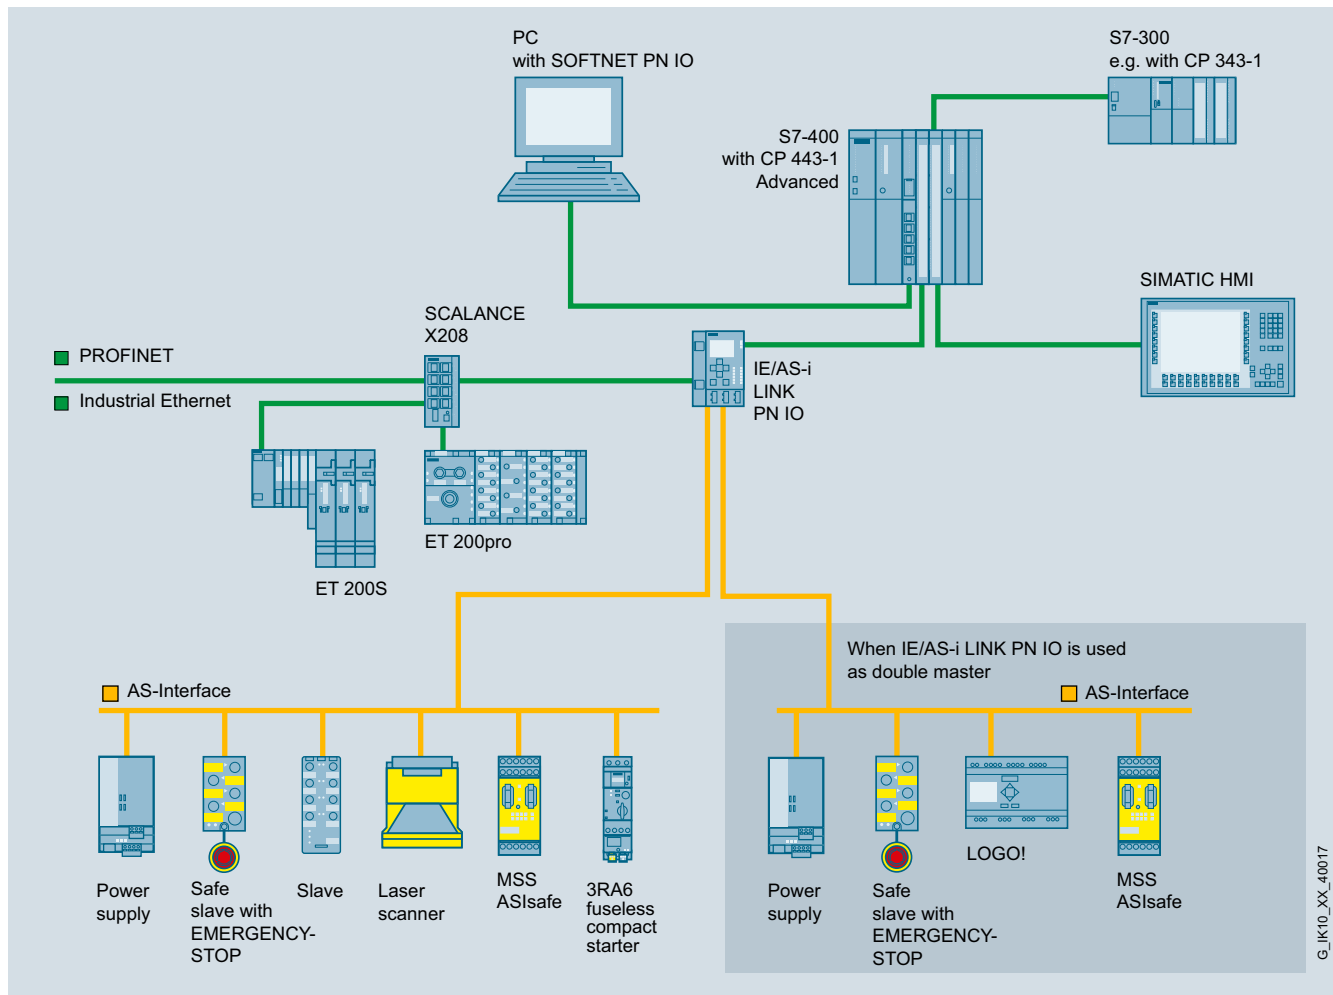 PC
with SOFTNET PN IO
S7-300
e.g. with CP 343-1
S7-400
with CP 443-1
Advanced
SIMATIC HMI
SCALANCE
X208
PROFINET
Industrial Ethernet
IE/AS-i
LINK
PN IO
ET 200pro
ET 200S
When IE/AS-i LINK PN IO is used
as double master
AS-Interface
AS-Interface
Power
supply
Safe
slave with
EMERGENCY-
STOP
Slave
Laser
scanner
MSS
ASIsafe
3RA6
fuseless
compact
starter
Power
supply
Safe
slave with
EMERGENCY-
STOP
LOGO!
MSS
ASIsafe
G_IK10_XX_40017